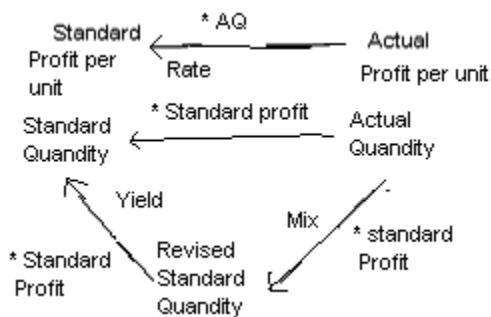 * AQ
Standard
Profit per
unit
Rate
Actual
Profit per unit
* Standard profit
Standard
Quandity
Actual
Quandity
Yield
Mix
* Standard
Profit
Revised
Standard
Quandity
* standard
Profit